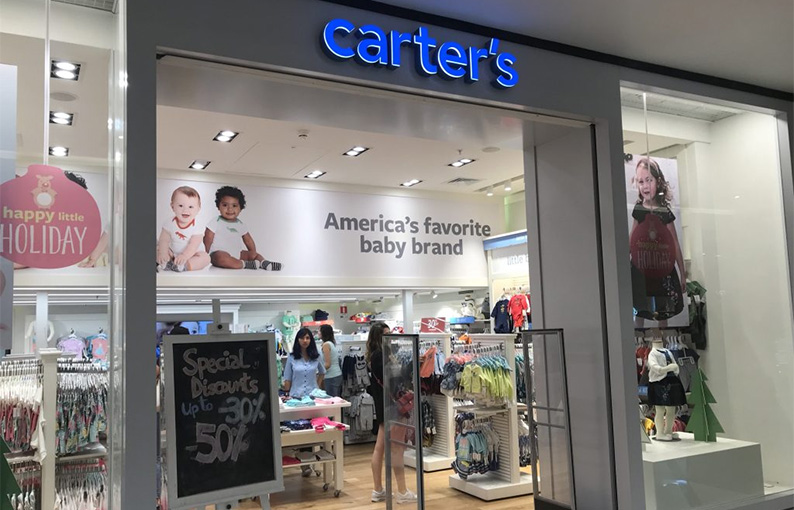 carter's
happy little
HOLIDAY
America's favorite
baby brand
Special
Discounts
Up to -30%
-50%